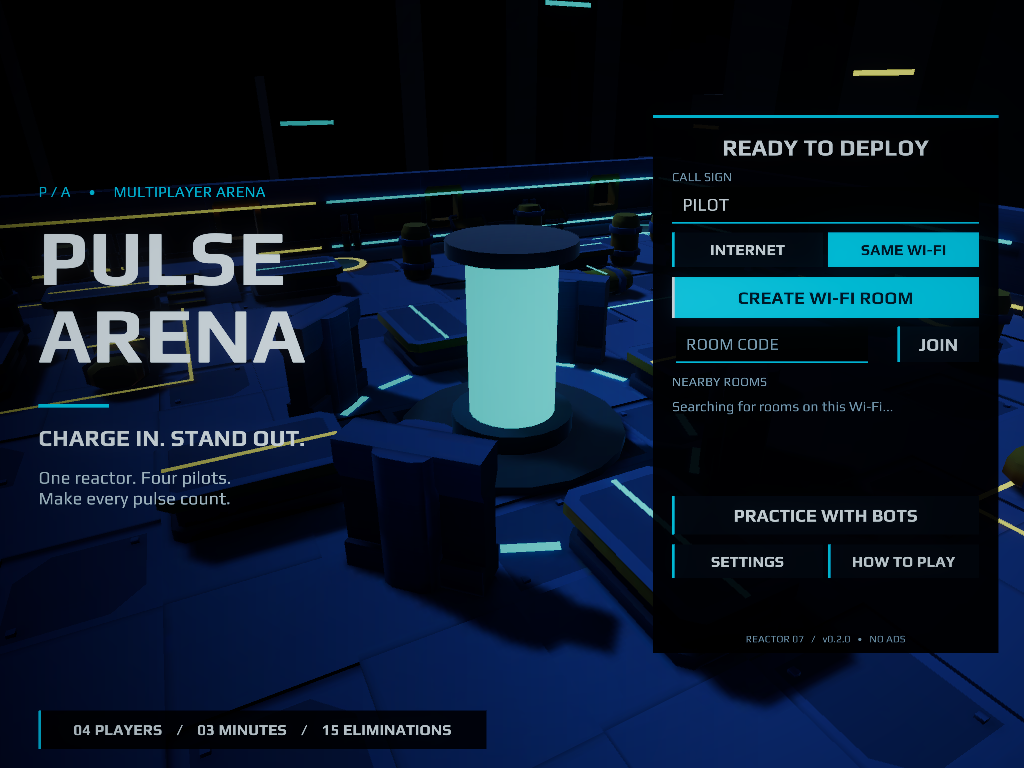 P / A • MULTIPLAYER ARENA
PULSE
ARENA
CHARGE IN. STAND OUT.
One reactor. Four pilots.
Make every pulse count.
04 PLAYERS / 03 MINUTES / 15 ELIMINATIONS
READY TO DEPLOY
CALL SIGN
PILOT
INTERNET
SAME WI-FI
CREATE WI-FI ROOM
ROOM CODE
JOIN
NEARBY ROOMS
Searching for rooms on this Wi-Fi...
PRACTICE WITH BOTS
SETTINGS
HOW TO PLAY
REACTOR 07 / v0.2.0 • NO ADS